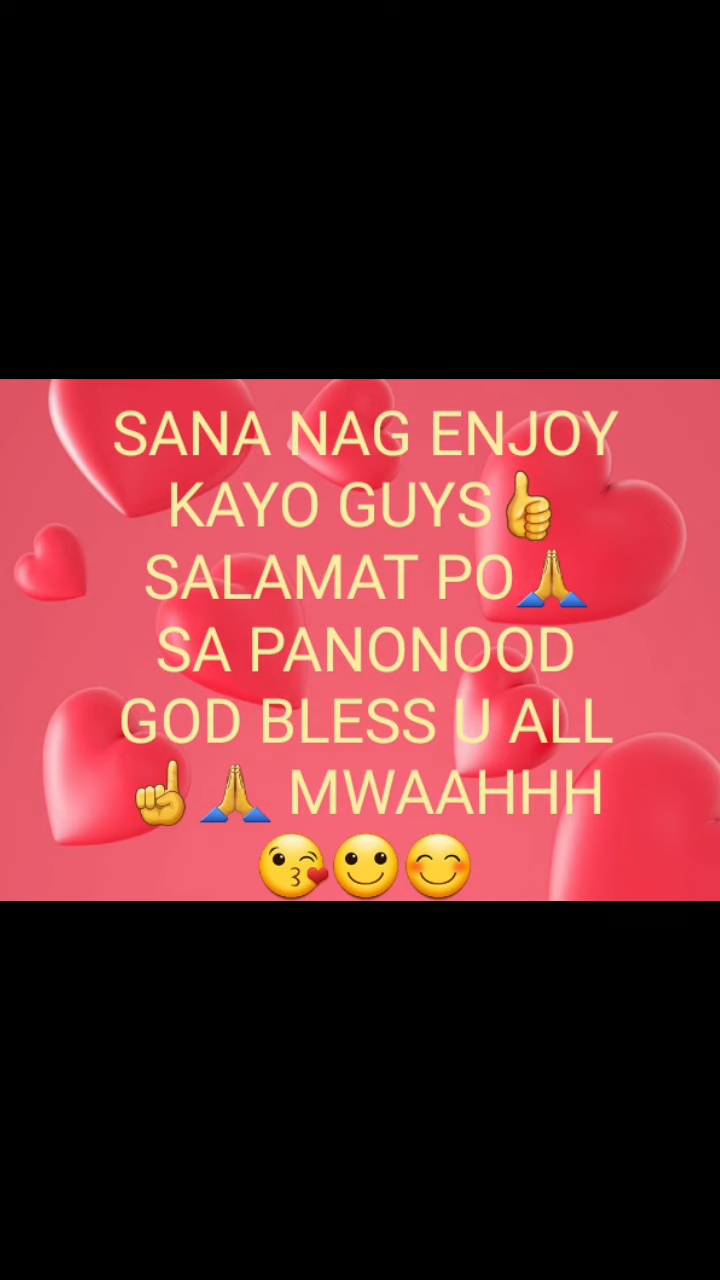 SANA NAG ENJOY
KAYO GUYS👍
SALAMAT PO🙏
SA PANONOOD
GOD BLESS U ALL
☝️🙏 MWAAHHH
😘🙂😊